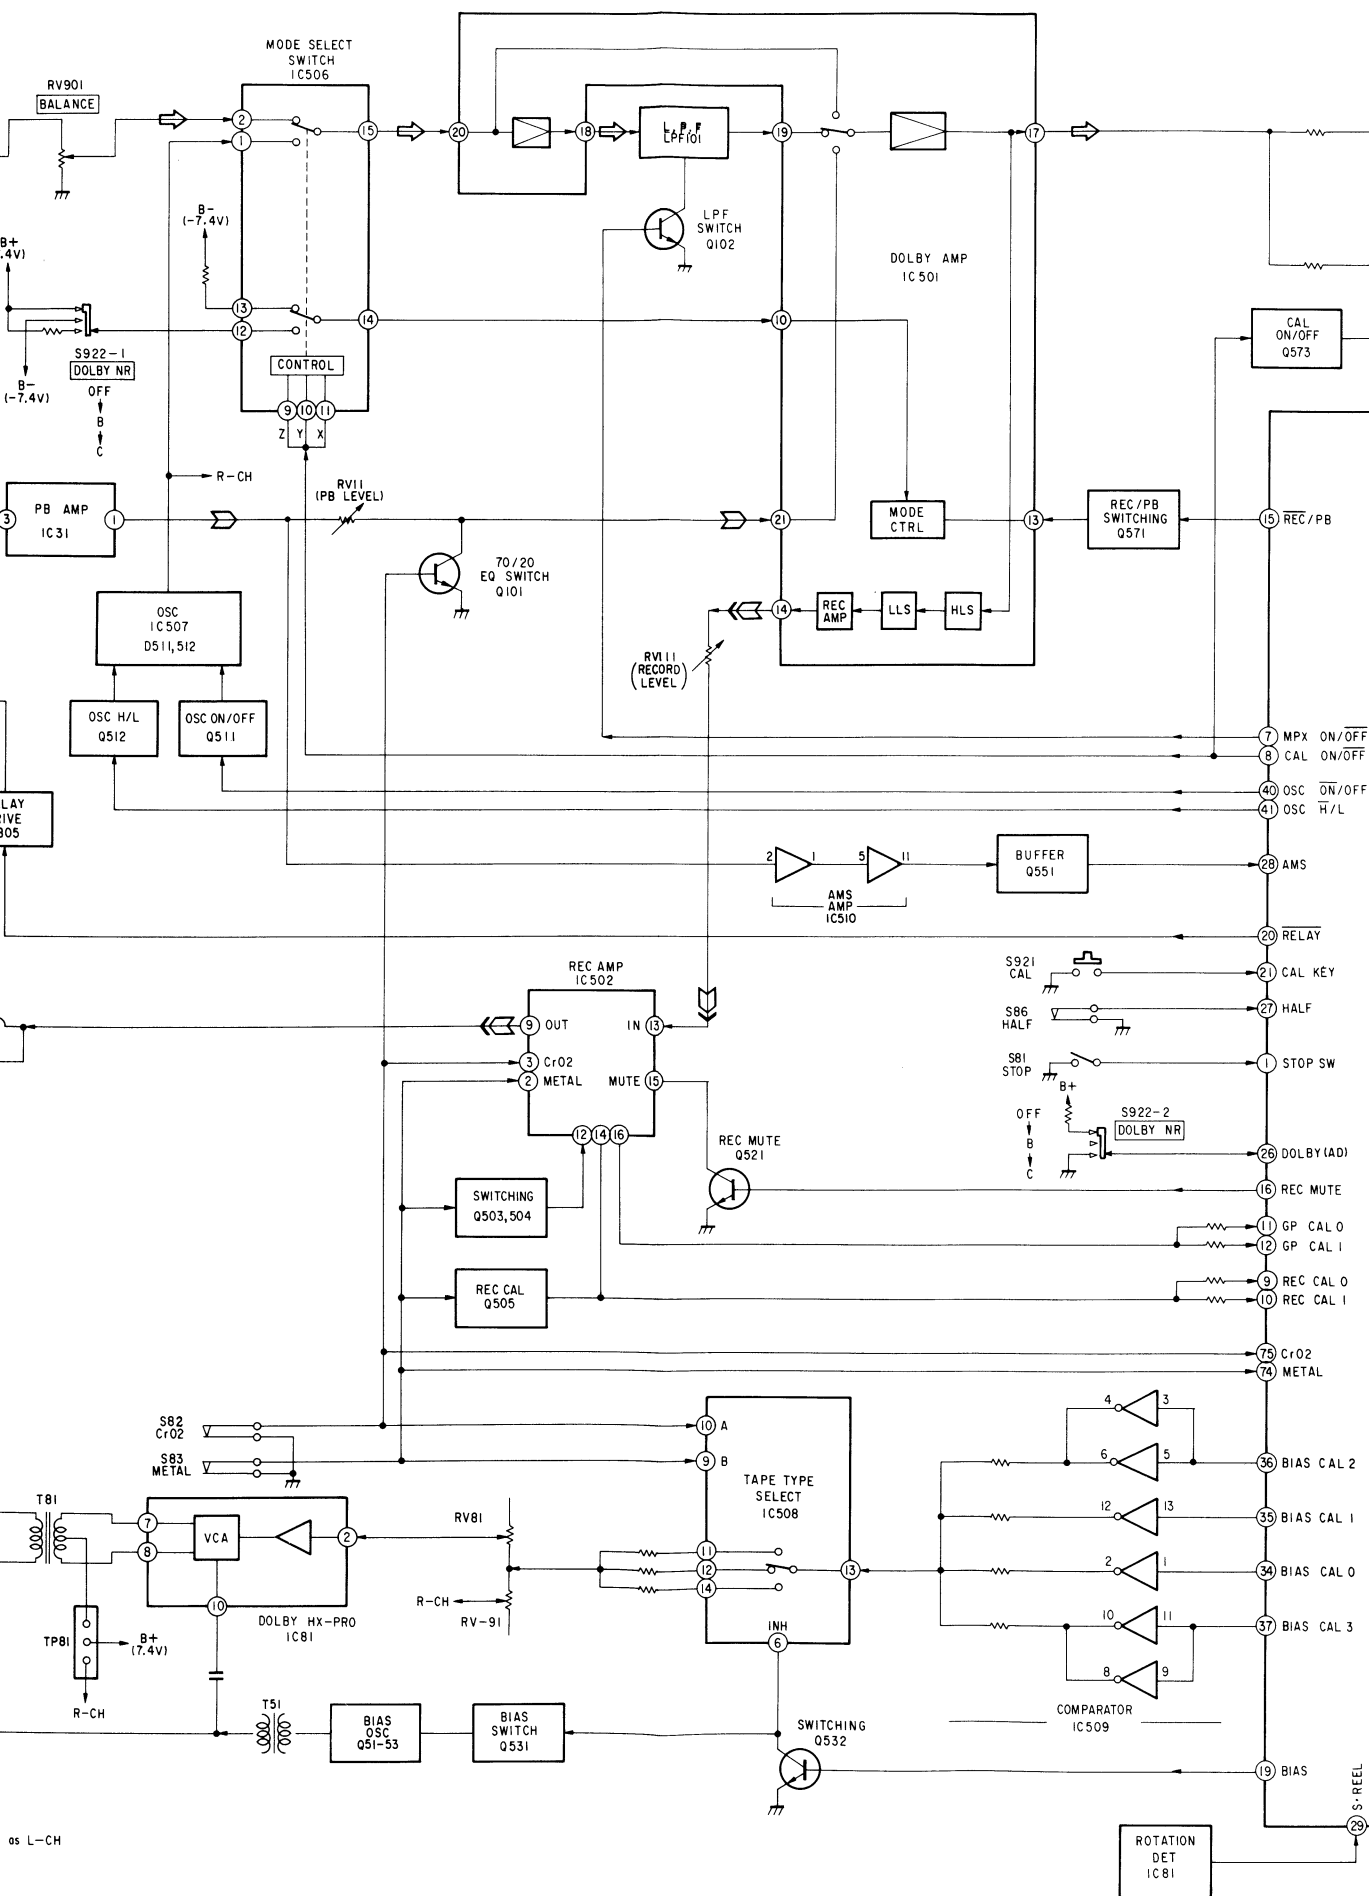 MODE SELECT
SWITCH
IC506
RV901
BALANCE
2
1
15
20
18
L.P.F
LPF101
19
17
B-
(-7.4V)
LPF
SWITCH
Q102
DOLBY AMP
IC501
B+
.4V)
13
12
14
10
CAL
ON/OFF
Q573
S922-1
DOLBY NR
OFF
B
C
B-
(-7.4V)
CONTROL
9
10
11
Z
Y
X
R-CH
RV11
(PB LEVEL)
3
PB AMP
IC31
1
21
MODE
CTRL
13
REC/PB
SWITCHING
Q571
15
REC/PB
70/20
EQ SWITCH
Q101
OSC
IC507
D511,512
14
REC
AMP
LLS
HLS
RV111
(RECORD)
LEVEL
OSC H/L
Q512
OSC ON/OFF
Q511
7
MPX ON/OFF
8
CAL ON/OFF
40
OSC ON/OFF
41
OSC H/L
LAY
RIVE
305
2
1
5
11
AMS
AMP
IC510
BUFFER
Q551
28
AMS
20
RELAY
S921
CAL
21
CAL KEY
S86
HALF
27
HALF
S81
STOP
1
STOP SW
REC AMP
IC502
9
OUT
IN
13
3
CrO2
2
METAL
MUTE
15
12
14
16
B+
OFF
B
C
S922-2
DOLBY NR
26
DOLBY(AD)
REC MUTE
Q521
16
REC MUTE
SWITCHING
Q503,504
11
GP CAL 0
12
GP CAL 1
REC CAL
Q505
9
REC CAL 0
10
REC CAL 1
75
CrO2
74
METAL
S82
CrO2
S83
METAL
10
A
9
B
TAPE TYPE
SELECT
IC508
4
3
6
5
36
BIAS CAL 2
12
13
35
BIAS CAL 1
2
1
34
BIAS CAL 0
10
11
37
BIAS CAL 3
8
9
COMPARATOR
IC509
T81
7
8
VCA
2
10
DOLBY HX-PRO
IC81
RV81
R-CH
RV-91
11
12
14
13
INH
6
TP81
B+
(7.4V)
R-CH
T51
BIAS
OSC
Q51-53
BIAS
SWITCH
Q531
SWITCHING
Q532
19
BIAS
S-REEL
29
ROTATION
DET
IC81
as L-CH